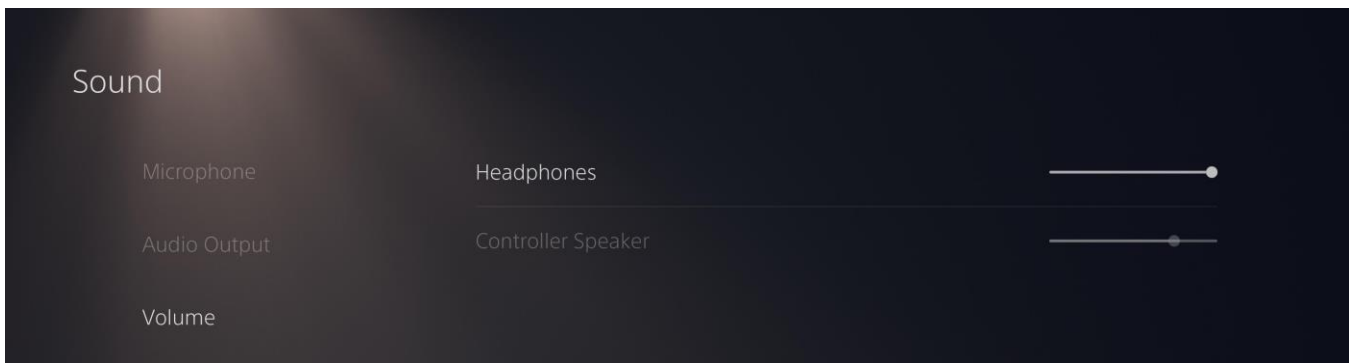 Sound
Microphone
Headphones
Audio Output
Controller Speaker
Volume